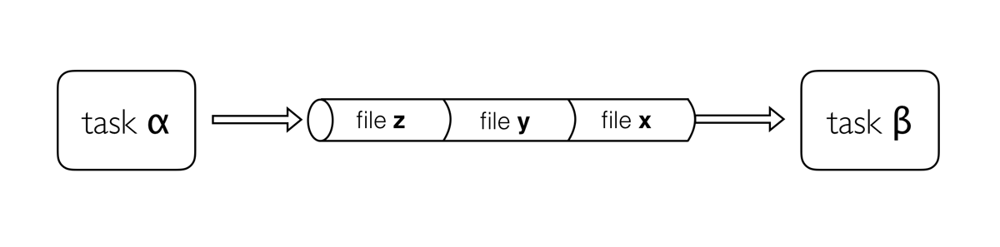 task α
file z
file y
file x
task β